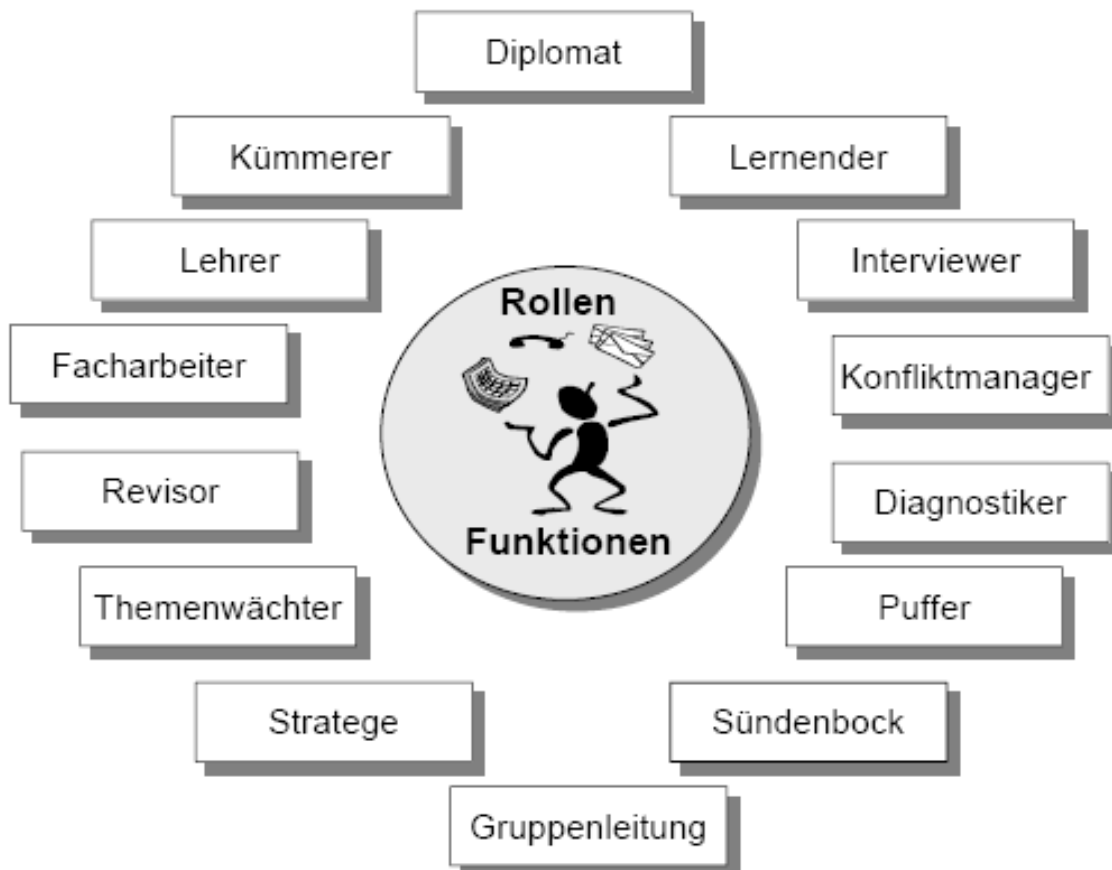 Diplomat
Kümmerer
Lernender
Lehrer
Interviewer
Rollen
Facharbeiter
Konfliktmanager
Revisor
Diagnostiker
Funktionen
Themenwächter
Puffer
Stratege
Sündenbock
Gruppenleitung